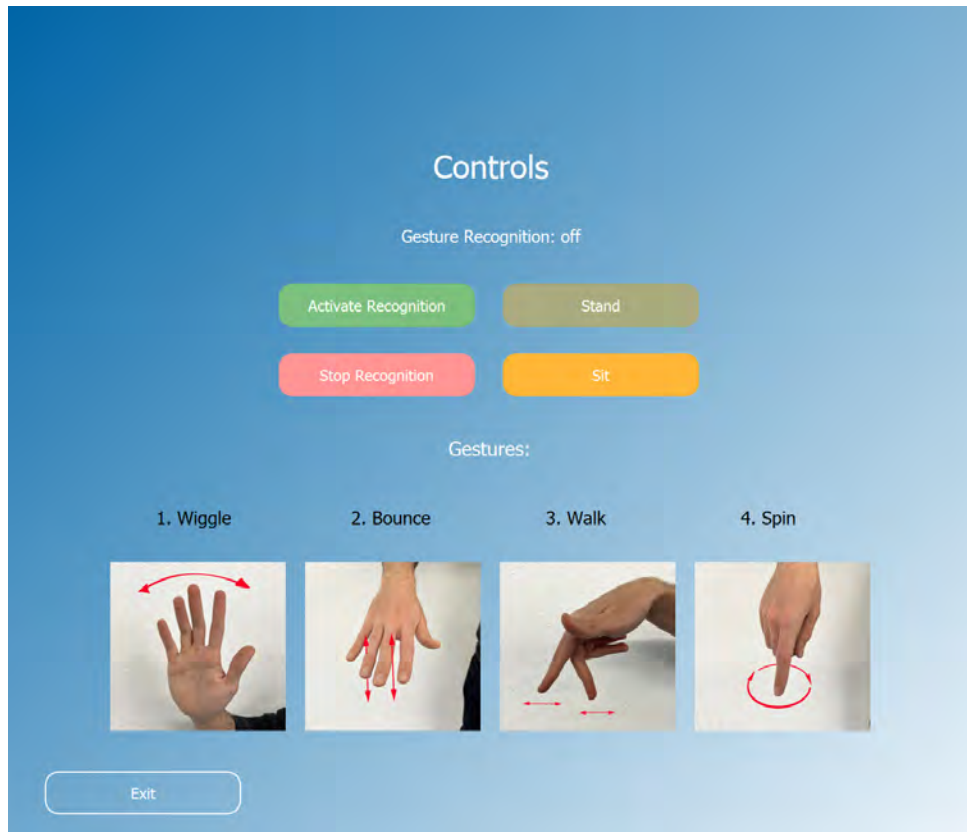 Controls
Gesture Recognition: off
Activate Recognition
Stand
Stop Recognition
Sit
Gestures:
1. Wiggle
2. Bounce
3. Walk
4. Spin
Exit